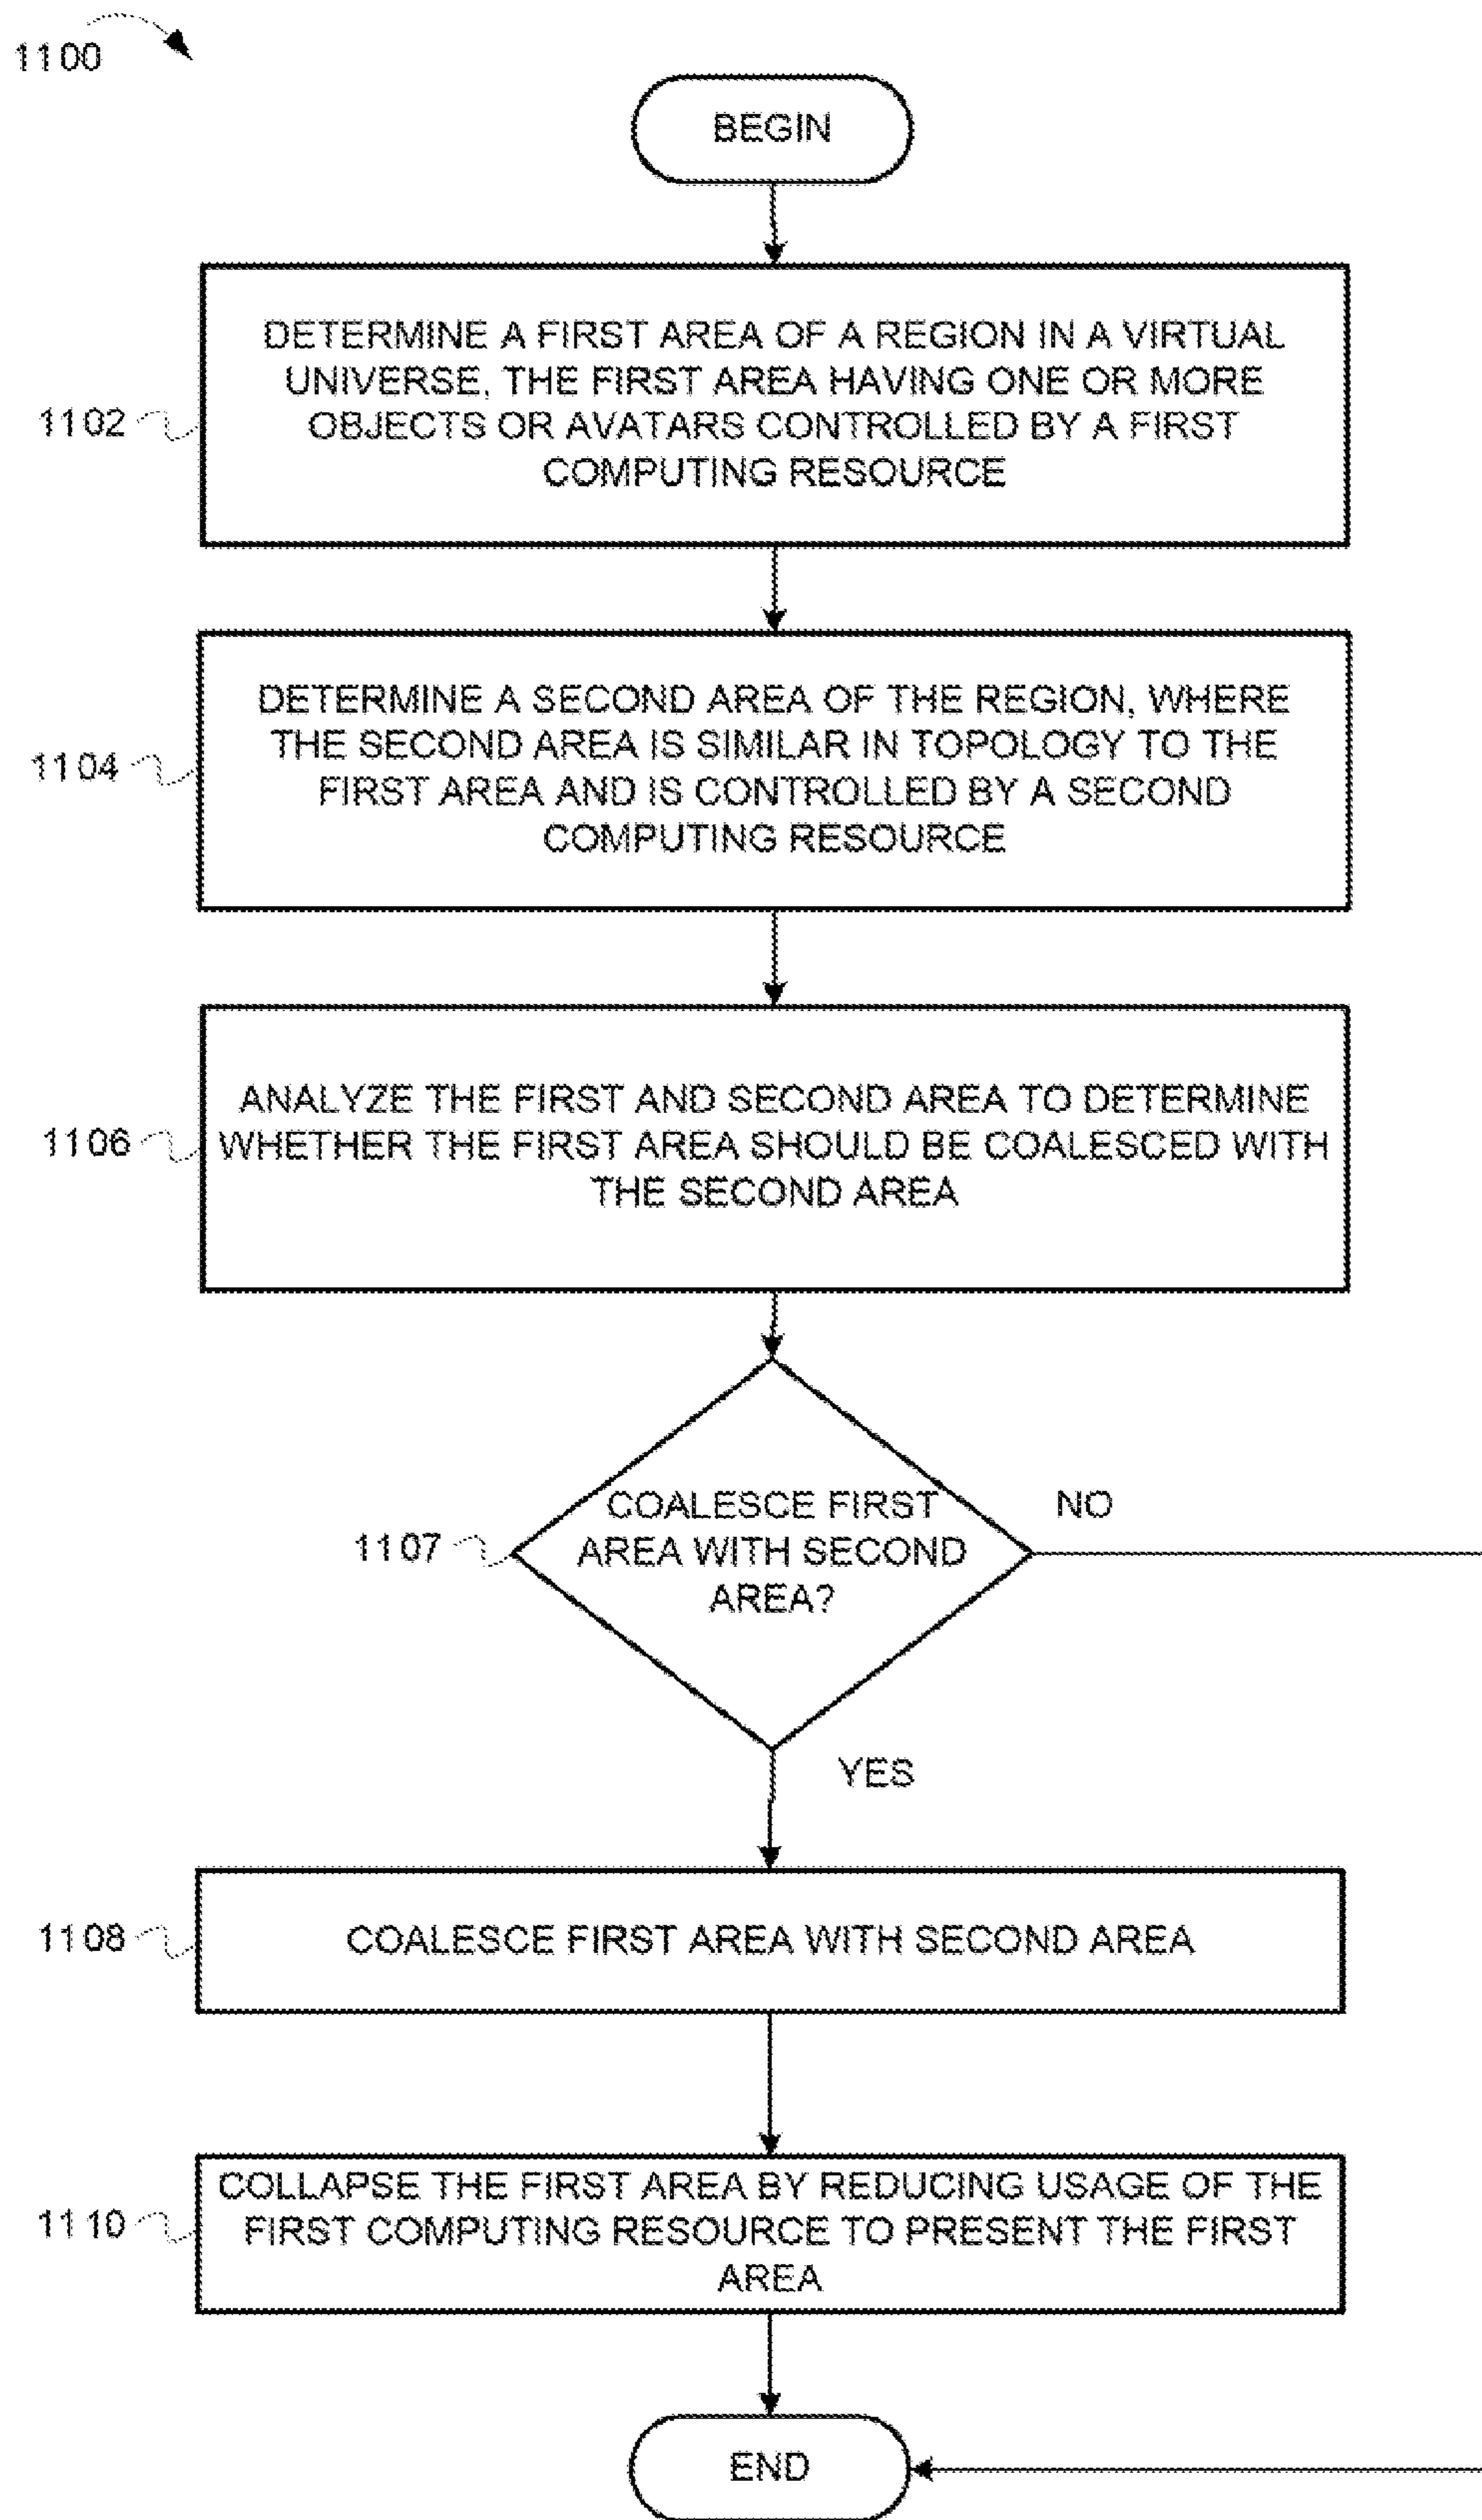 1100
BEGIN
DETERMINE A FIRST AREA OF A REGION IN A VIRTUAL
UNIVERSE, THE FIRST AREA HAVING ONE OR MORE
OBJECTS OR AVATARS CONTROLLED BY A FIRST
COMPUTING RESOURCE
1102
DETERMINE A SECOND AREA OF THE REGION, WHERE
THE SECOND AREA IS SIMILAR IN TOPOLOGY TO THE
FIRST AREA AND IS CONTROLLED BY A SECOND
COMPUTING RESOURCE
1104
ANALYZE THE FIRST AND SECOND AREA TO DETERMINE
WHETHER THE FIRST AREA SHOULD BE COALESCED WITH
THE SECOND AREA
1106
COALESCE FIRST
AREA WITH SECOND
AREA?
1107
NO
YES
COALESCE FIRST AREA WITH SECOND AREA
1108
COLLAPSE THE FIRST AREA BY REDUCING USAGE OF THE
FIRST COMPUTING RESOURCE TO PRESENT THE FIRST
AREA
1110
END